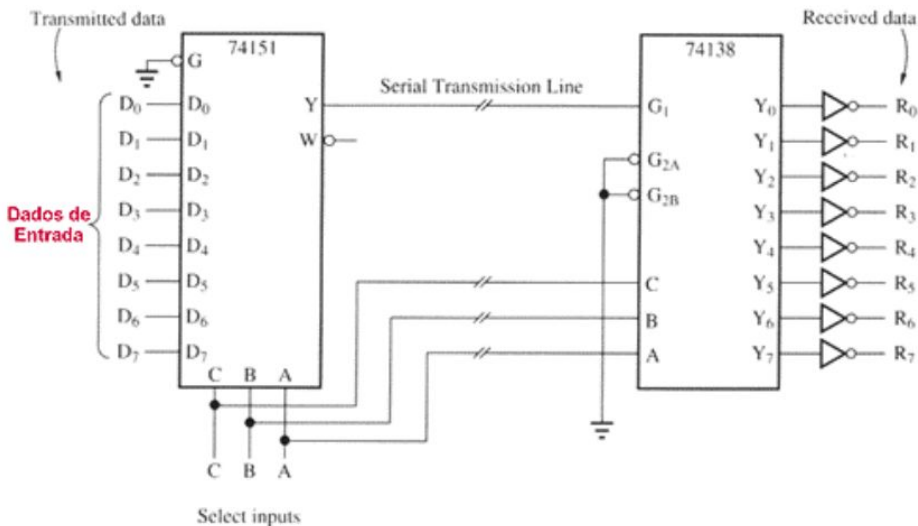 Transmitted data
Received data
74151
74138
G
Serial Transmission Line
D0 D0 Y G1 Y0 R0
D1 D1 W Y1 R1
D2 D2 G2A Y2 R2
Dados de
Entrada
D3 D3 G2B Y3 R3
D4 D4 Y4 R4
D5 D5 C Y5 R5
D6 D6 B Y6 R6
D7 D7 A Y7 R7
C B A
C B A
Select inputs